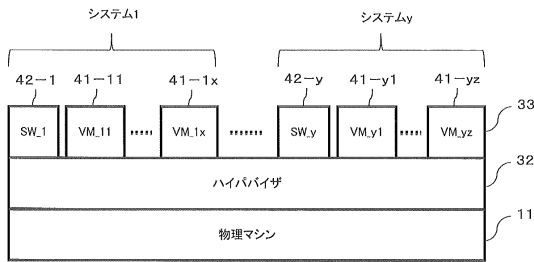 システム1 システムy
42-1 41-11 41-1x 42-y 41-y1 41-yz
SW_1 VM_11 VM_1x SW_y VM_y1 VM_yz 33
ハイパバイザ 32
物理マシン 11